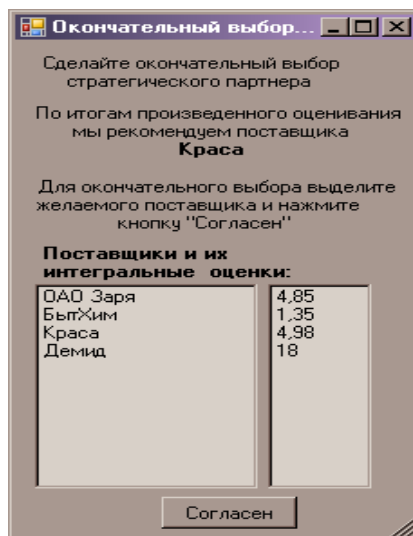 Окончательный выбор...
Сделайте окончательный выбор
стратегического партнера
По итогам произведенного оценивания
мы рекомендуем поставщика
Краса
Для окончательного выбора выделите
желаемого поставщика и нажмите
кнопку "Согласен"
Поставщики и их
интегральные оценки:
ОАО Заря 4,85
БытХим 1,35
Краса 4,98
Демид 18
Согласен